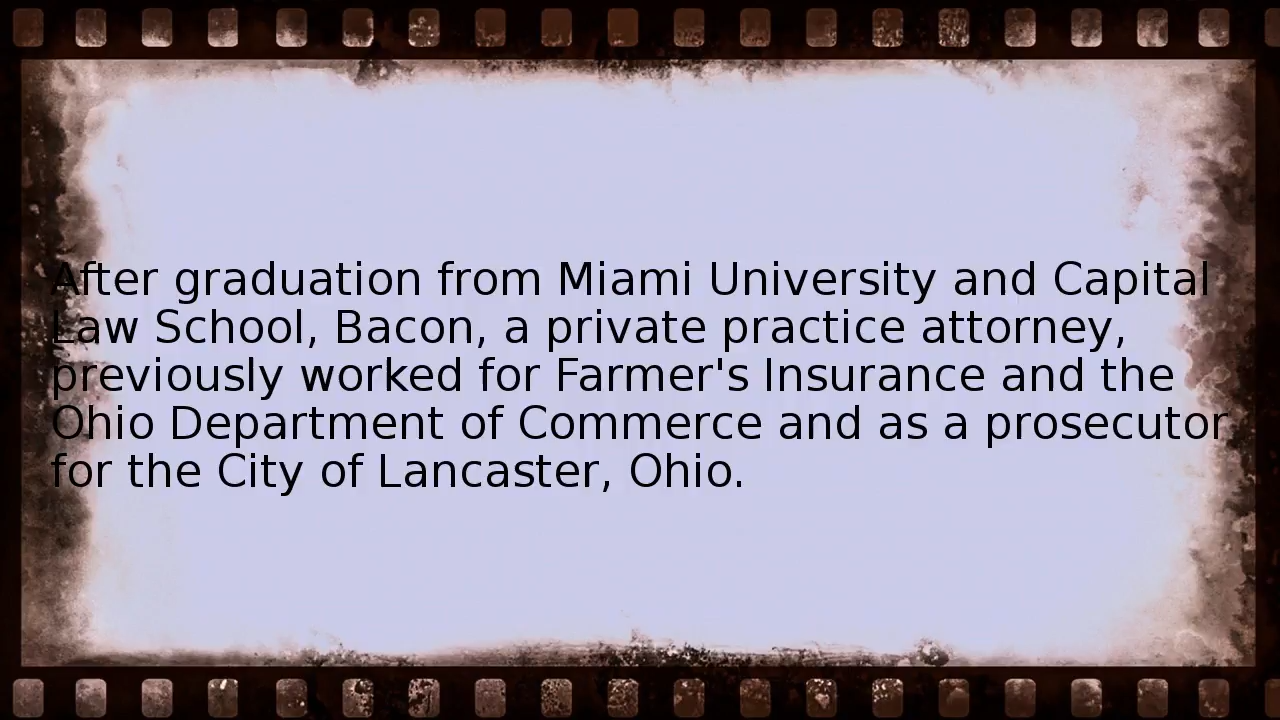 After graduation from Miami University and Capital
Law School, Bacon, a private practice attorney,
previously worked for Farmer's Insurance and the
Ohio Department of Commerce and as a prosecutor
for the City of Lancaster, Ohio.